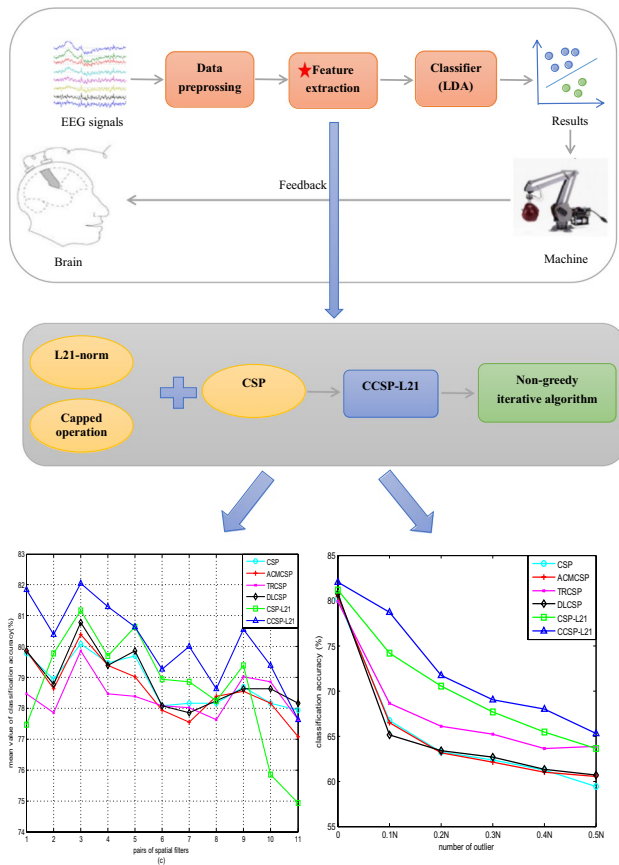 EEG signals
Data
preprossing
Feature
extraction
Classifier
(LDA)
Results
Feedback
Brain
Machine
L21-norm
Capped
operation
CSP
CCSP-L21
Non-greedy
iterative algorithm
mean value of classification accuracy(%)
83
82
81
80
79
78
77
76
75
74
1 2 3 4 5 6 7 8 9 10 11
pairs of spatial filters
(c)
CSP
ACMCSP
TRCSP
DLCSP
CSP-L21
CCSP-L21
classification accuracy (%)
85
80
75
70
65
60
55
0 0.1N 0.2N 0.3N 0.4N 0.5N
number of outlier
CSP
ACMCSP
TRCSP
DLCSP
CSP-L21
CCSP-L21